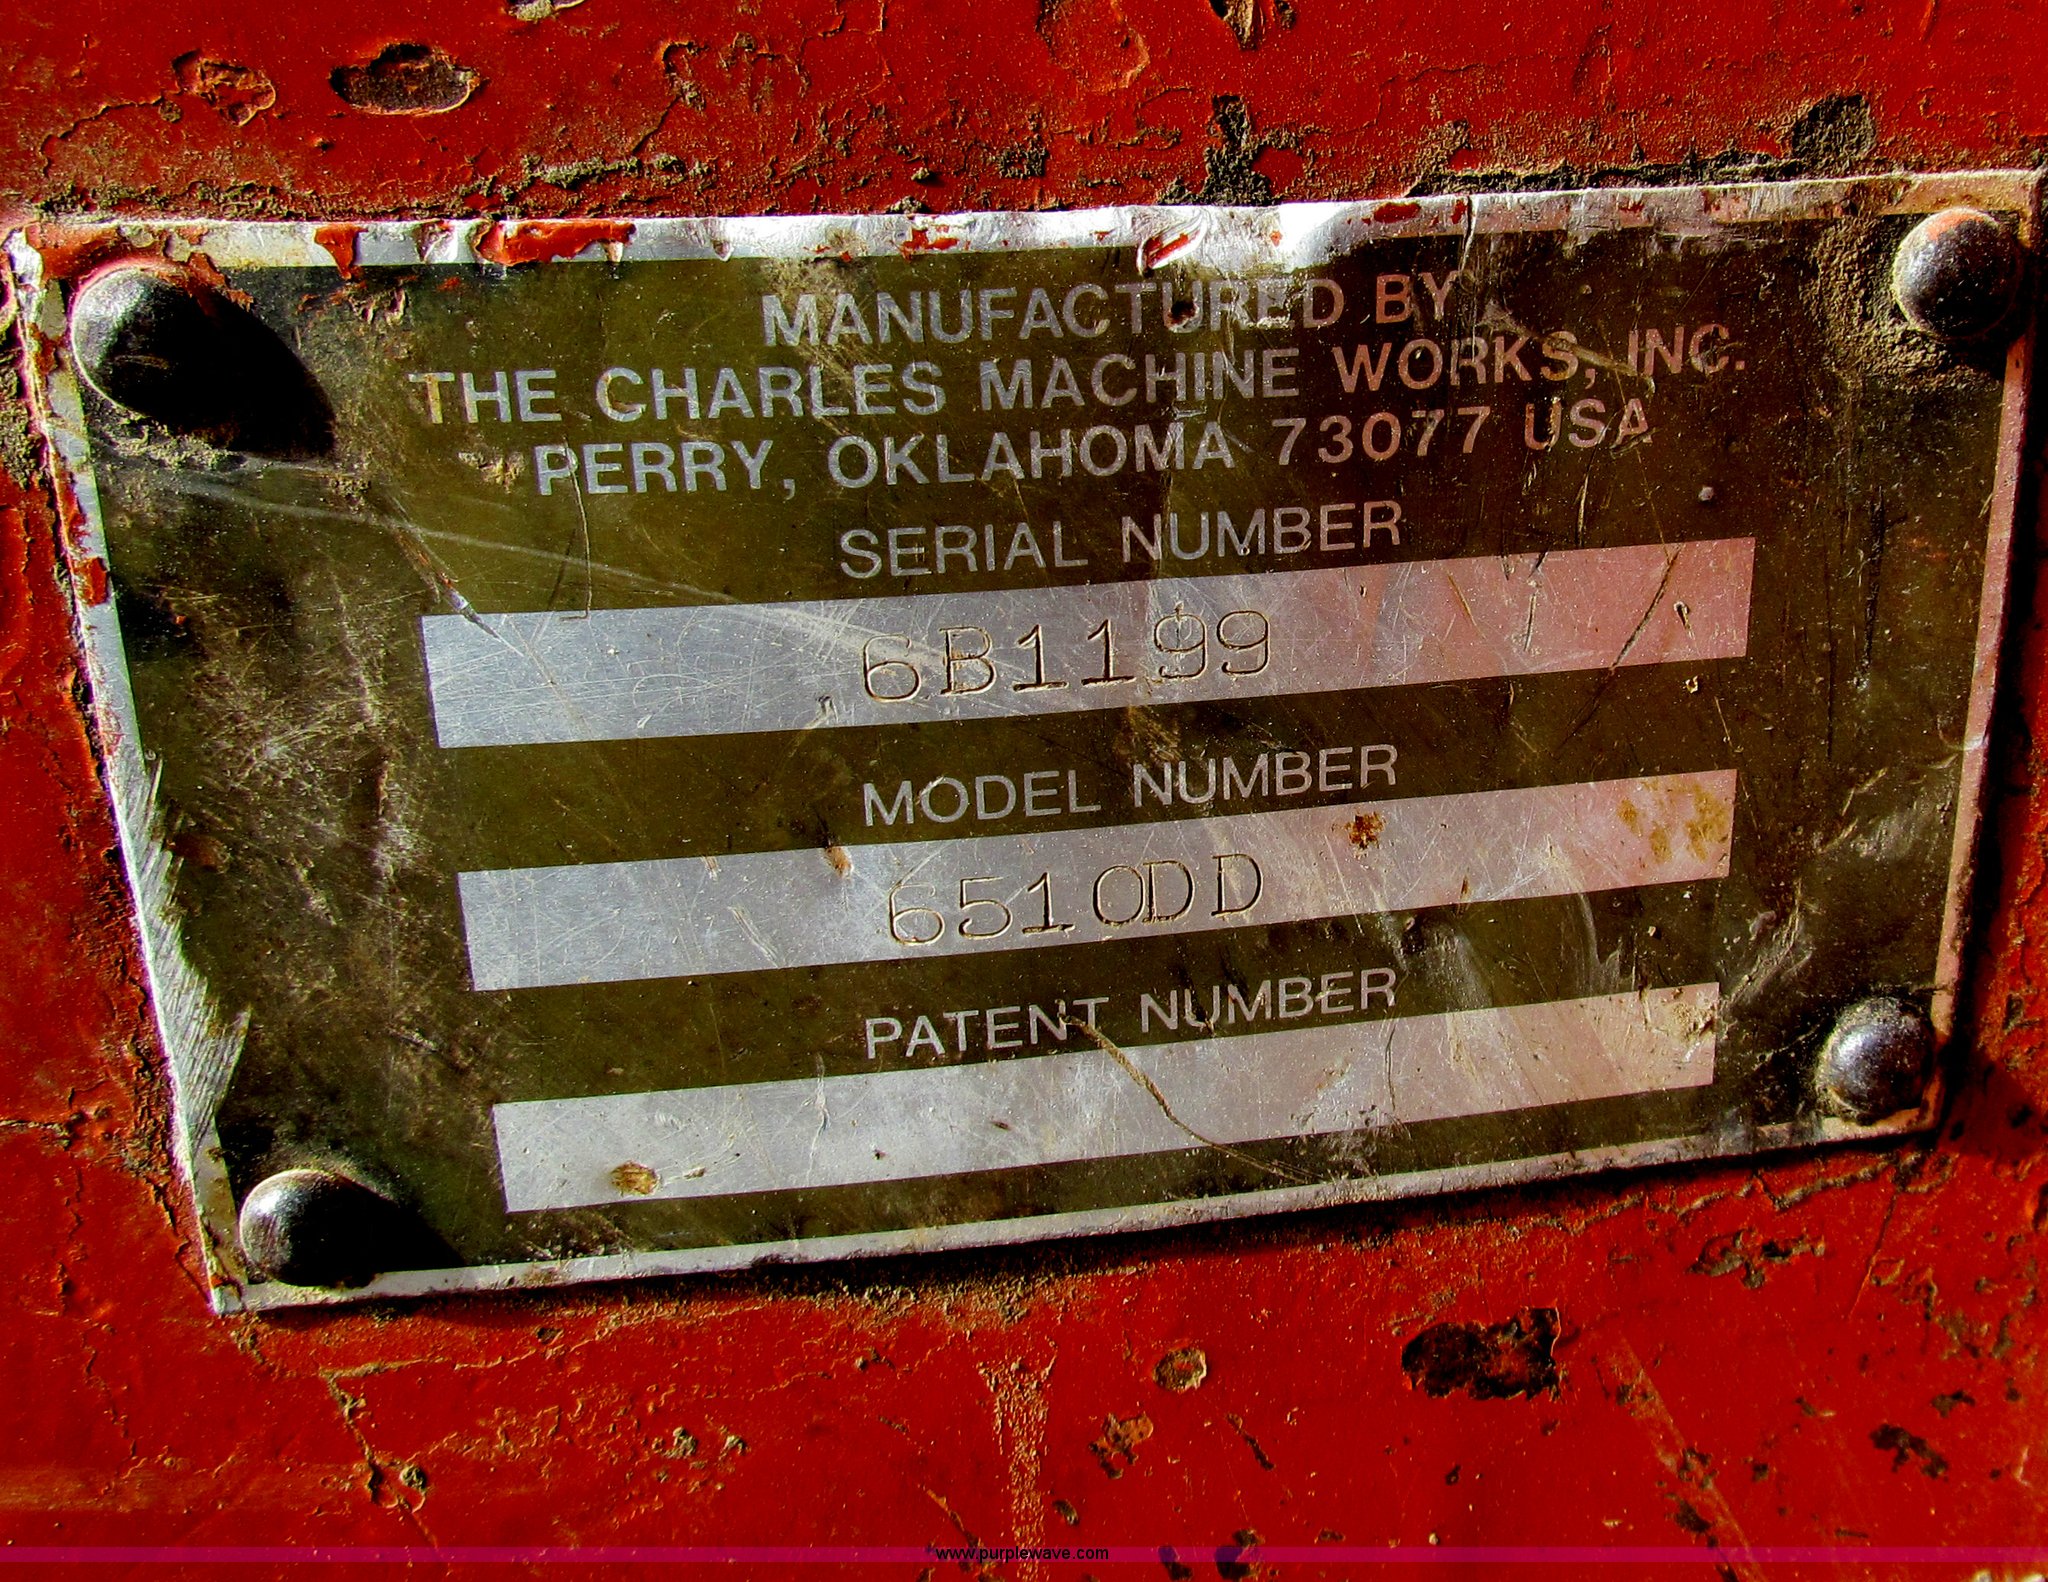 MANUFACTURED BY
THE CHARLES MACHINE WORKS, INC.
PERRY, OKLAHOMA 73077 USA
SERIAL NUMBER
6B1199
MODEL NUMBER
6510DD
PATENT NUMBER
www.purplewave.com